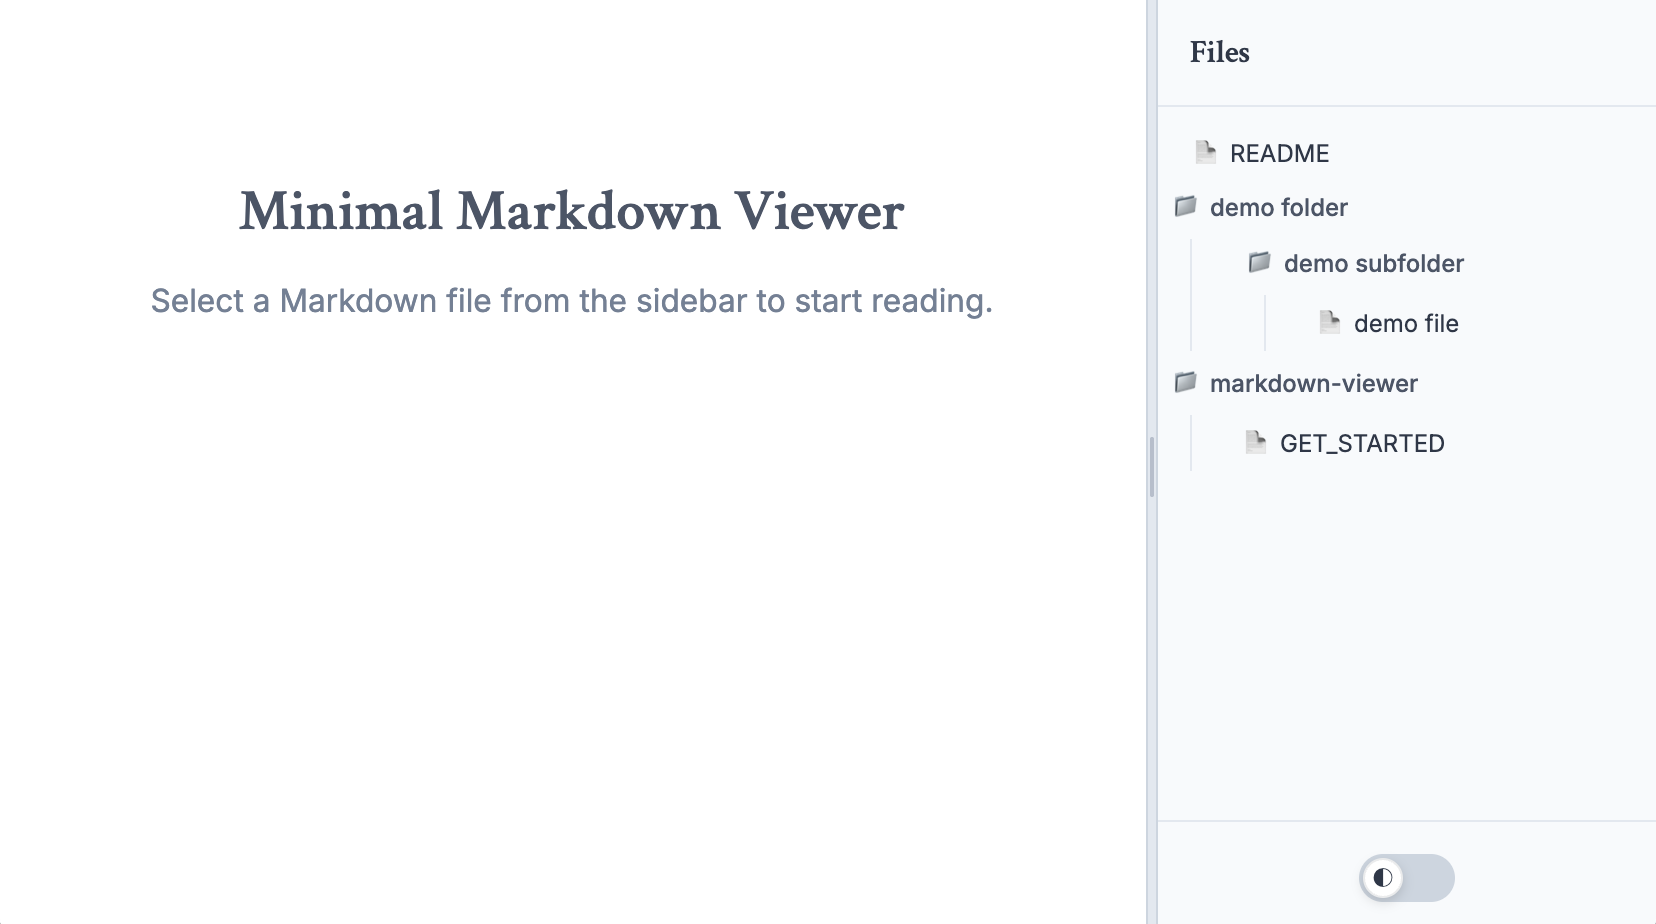 Minimal Markdown Viewer
Select a Markdown file from the sidebar to start reading.
Files
README
demo folder
demo subfolder
demo file
markdown-viewer
GET_STARTED